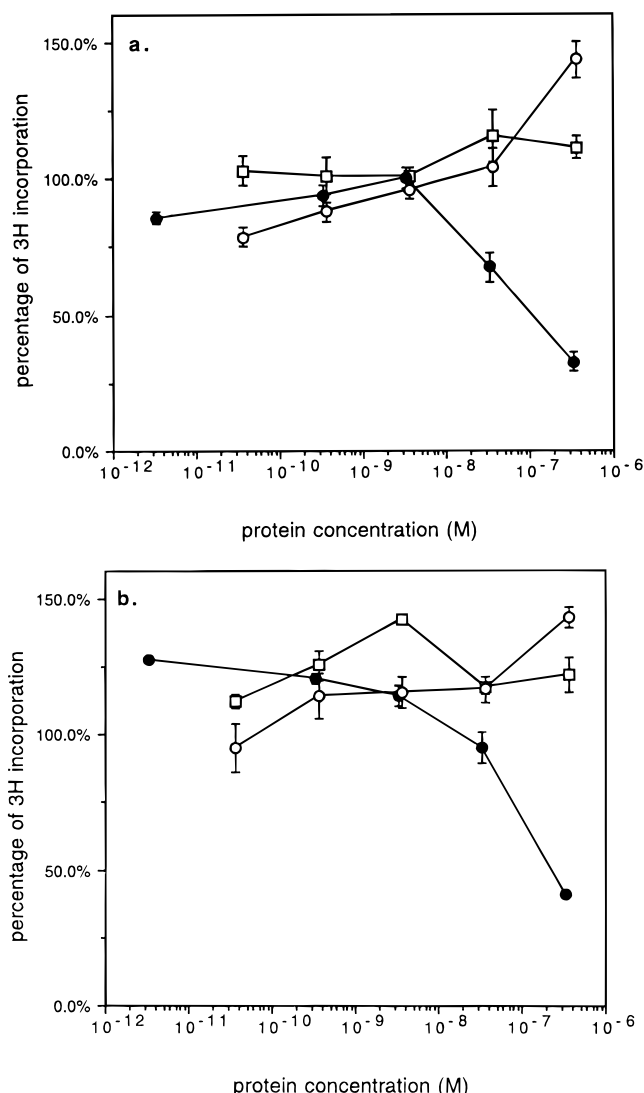 a.
percentage of 3H incorporation
150.0%
100.0%
50.0%
0.0%
10-12 10-11 10-10 10-9 10-8 10-7 10-6
protein concentration (M)
b.
percentage of 3H incorporation
150.0%
100.0%
50.0%
0.0%
10-12 10-11 10-10 10-9 10-8 10-7 10-6
protein concentration (M)